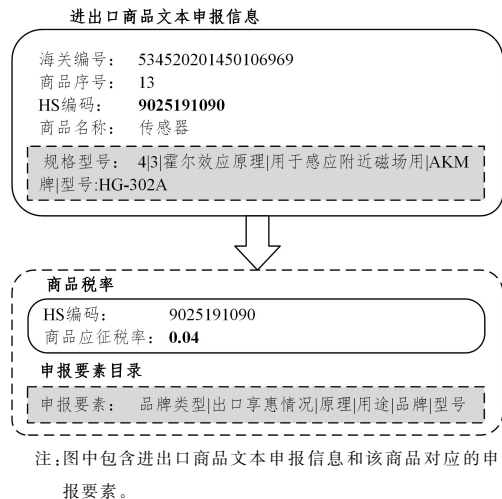 进出口商品文本申报信息
海关编号： 534520201450106969
商品序号： 13
HS编码： 9025191090
商品名称： 传感器
规格型号： 4|3|霍尔效应原理|用于感应附近磁场用|AKM
牌|型号:HG-302A
商品税率
HS编码： 9025191090
商品应征税率： 0.04
申报要素目录
申报要素： 品牌类型|出口享惠情况|原理|用途|品牌|型号
注:图中包含进出口商品文本申报信息和该商品对应的申
报要素。